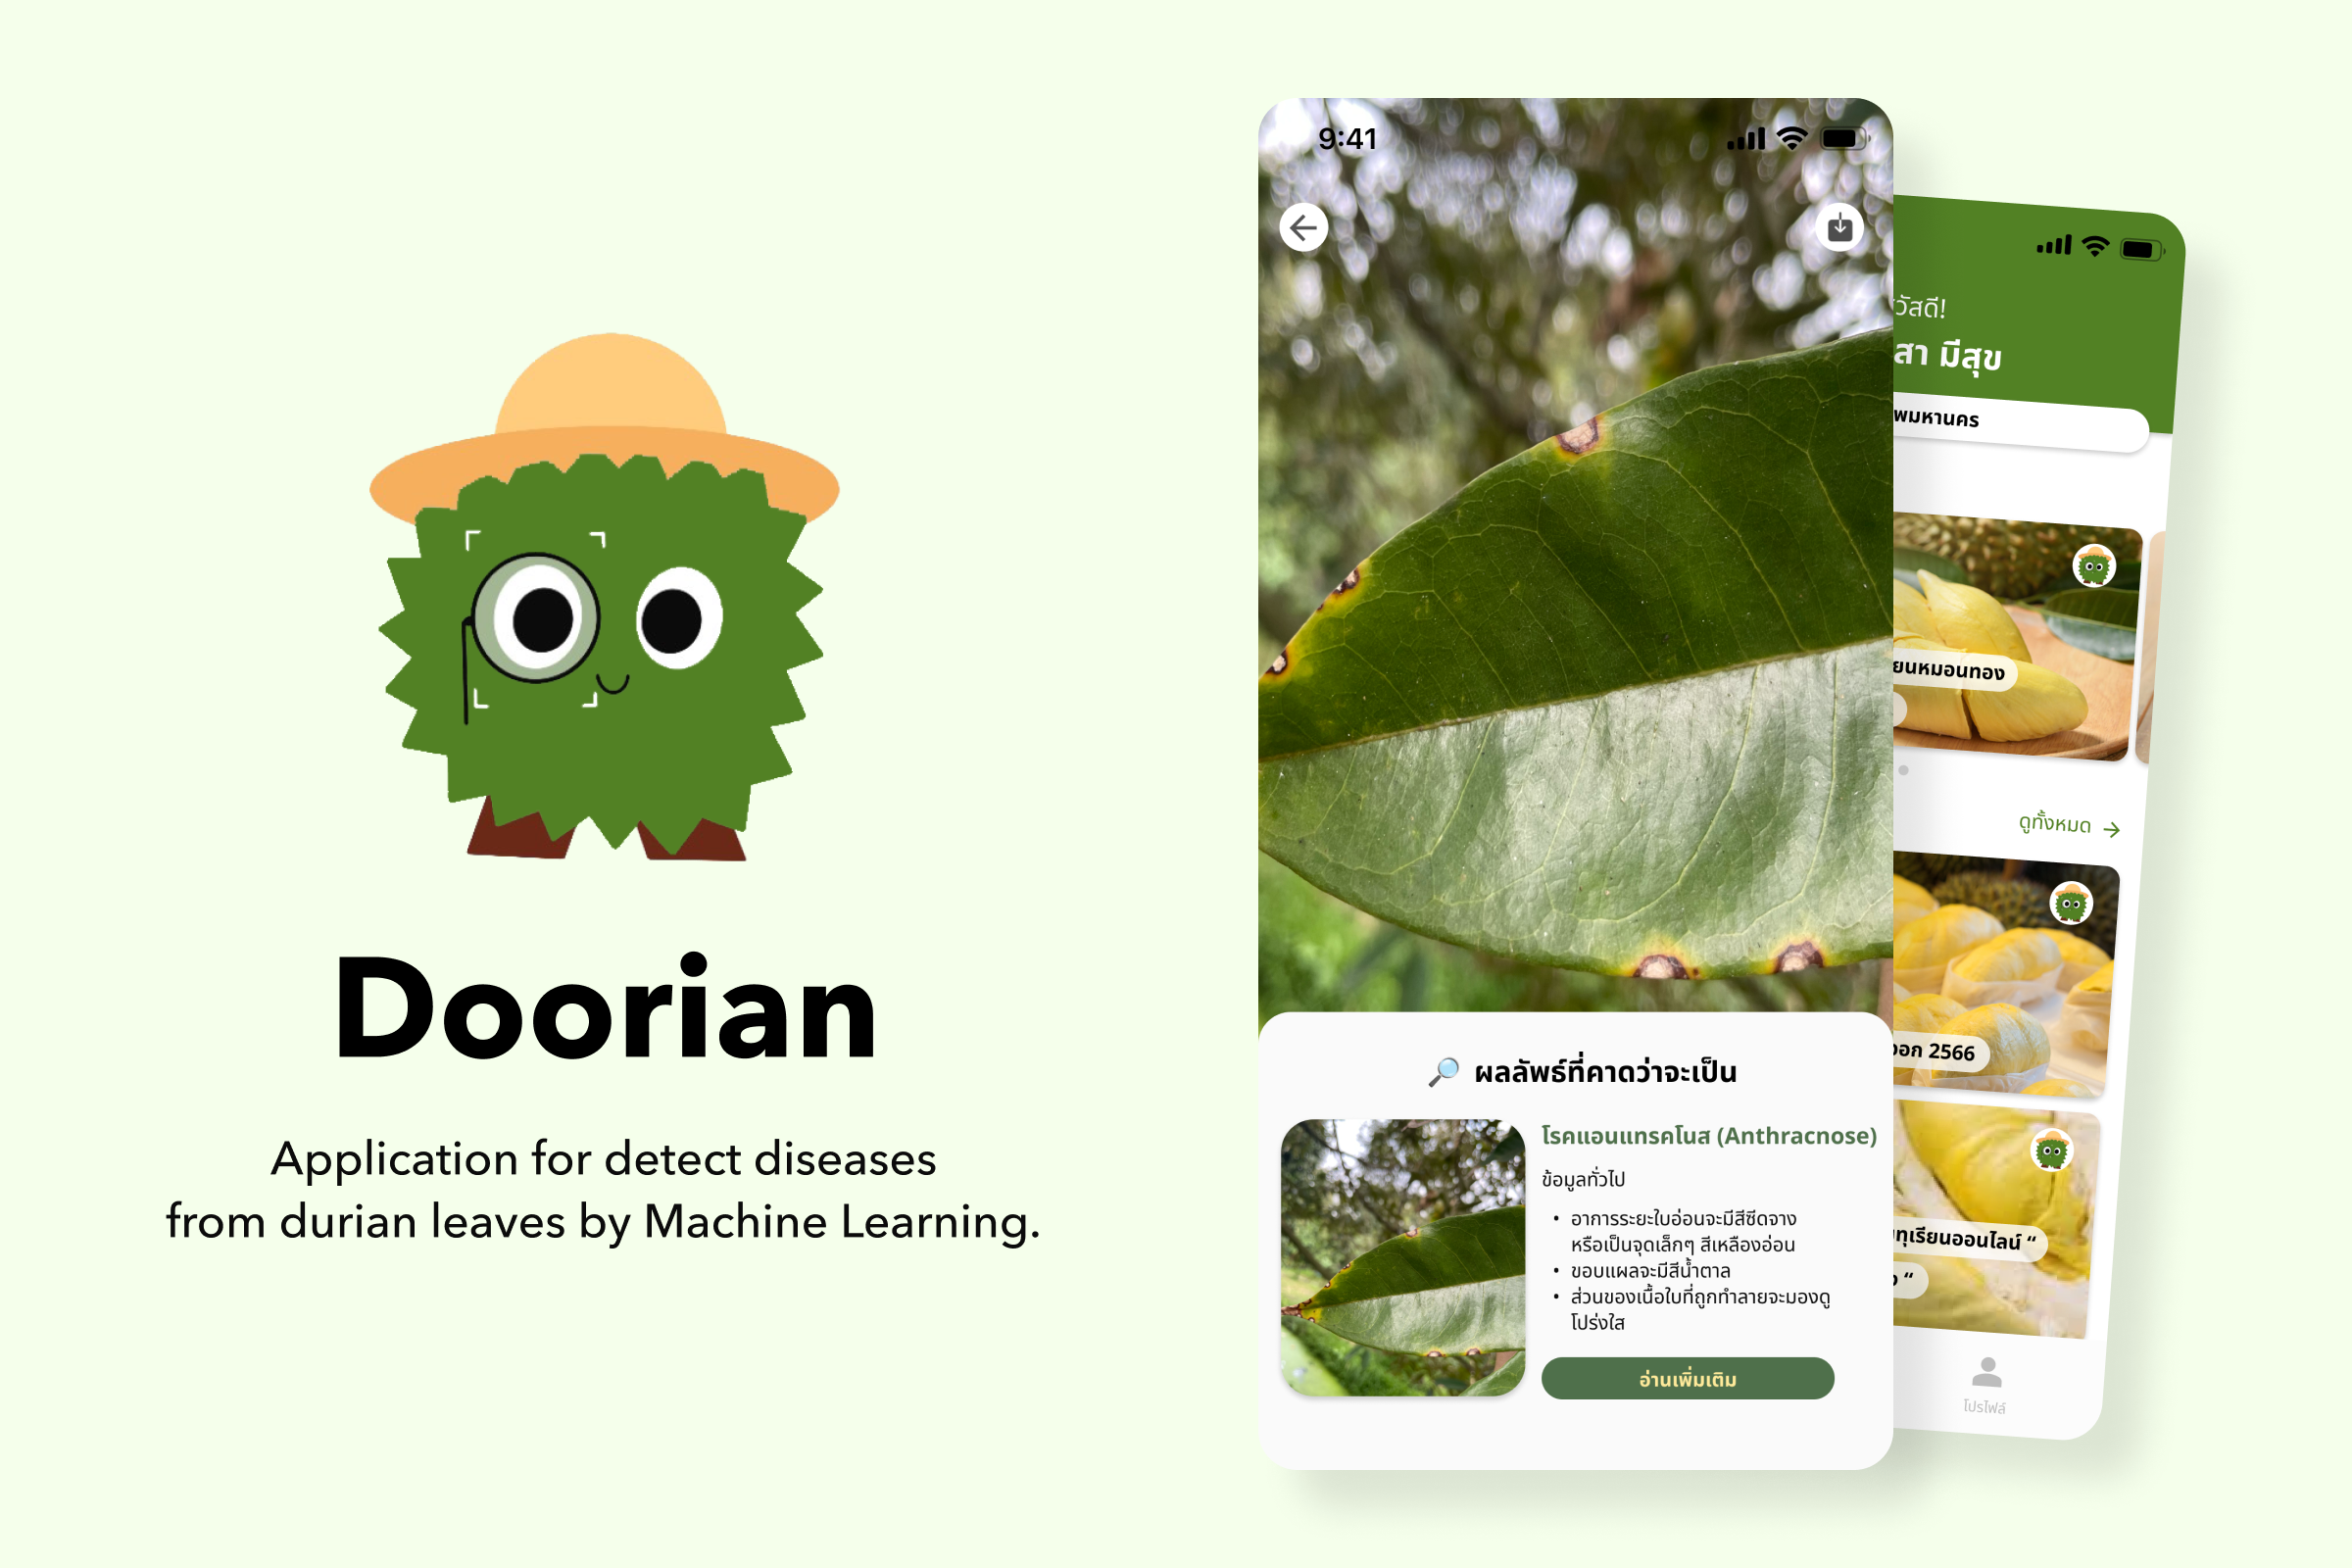 Doorian
Application for detect diseases
from durian leaves by Machine Learning.
9:41
ผลลัพธ์ที่คาดว่าจะเป็น
โรคแอนแทรคโนส (Anthracnose)
ข้อมูลทั่วไป
• อาการระยะใบอ่อนจะมีสีซีดจาง
หรือเป็นจุดเล็กๆ สีเหลืองอ่อน
• ขอบแผลจะมีสีน้ำตาล
• ส่วนของเนื้อใบที่ถูกทำลายจะมองดู
โปร่งใส
อ่านเพิ่มเติม
วัสดี!
สา มีสุข
พมหานคร
ยนหมอนทอง
ดูทั้งหมด
อก 2566
ทุเรียนออนไลน์ “
โปรไฟล์